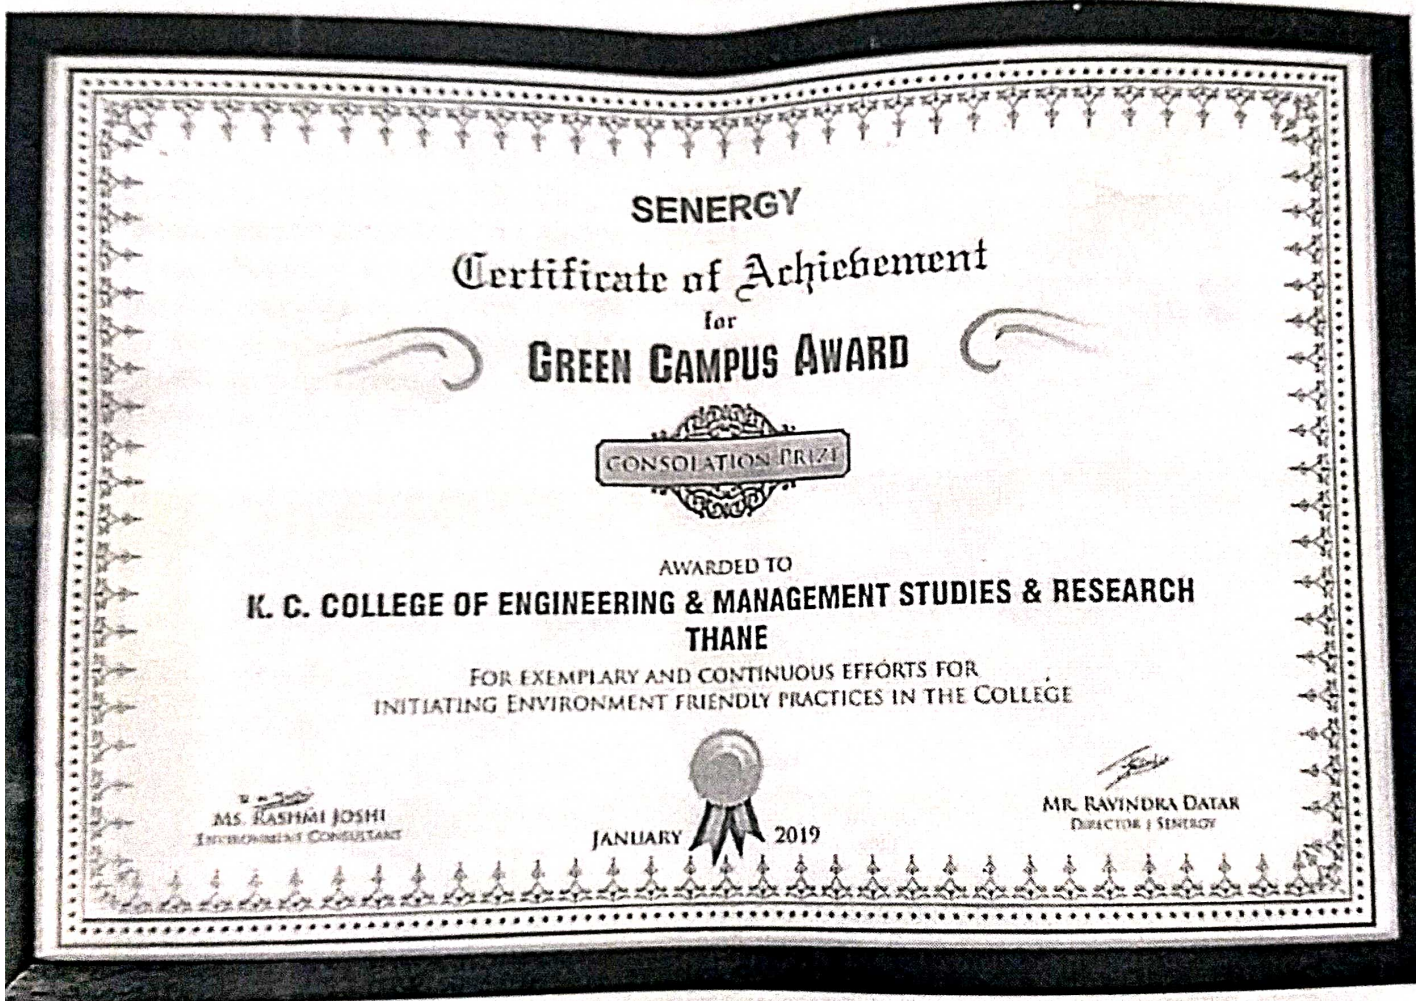 SENERGY
Certificate of Achievement
for
GREEN CAMPUS AWARD
CONSOLATION PRIZE
AWARDED TO
K. C. COLLEGE OF ENGINEERING & MANAGEMENT STUDIES & RESEARCH
THANE
FOR EXEMPLARY AND CONTINUOUS EFFORTS FOR
INITIATING ENVIRONMENT FRIENDLY PRACTICES IN THE COLLEGE
MS. RASHMI JOSHI
ENVIRONMENT CONSULTANT
JANUARY 2019
MR. RAVINDRA DATAR
DIRECTOR | SENERGY